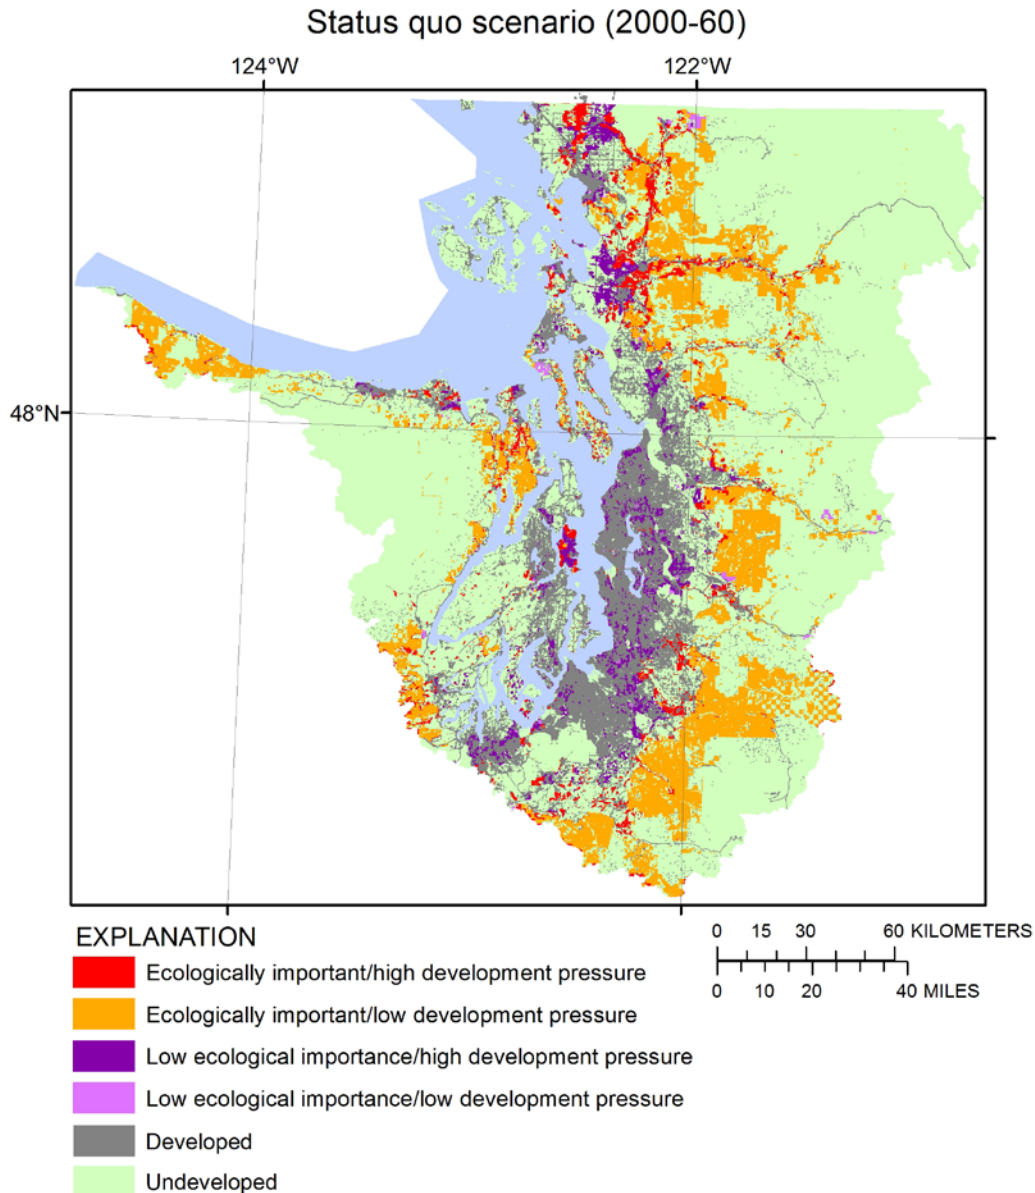 Status quo scenario (2000-60)
124°W 122°W
48°N
EXPLANATION
Ecologically important/high development pressure
Ecologically important/low development pressure
Low ecological importance/high development pressure
Low ecological importance/low development pressure
Developed
Undeveloped
0 15 30 60 KILOMETERS
0 10 20 40 MILES